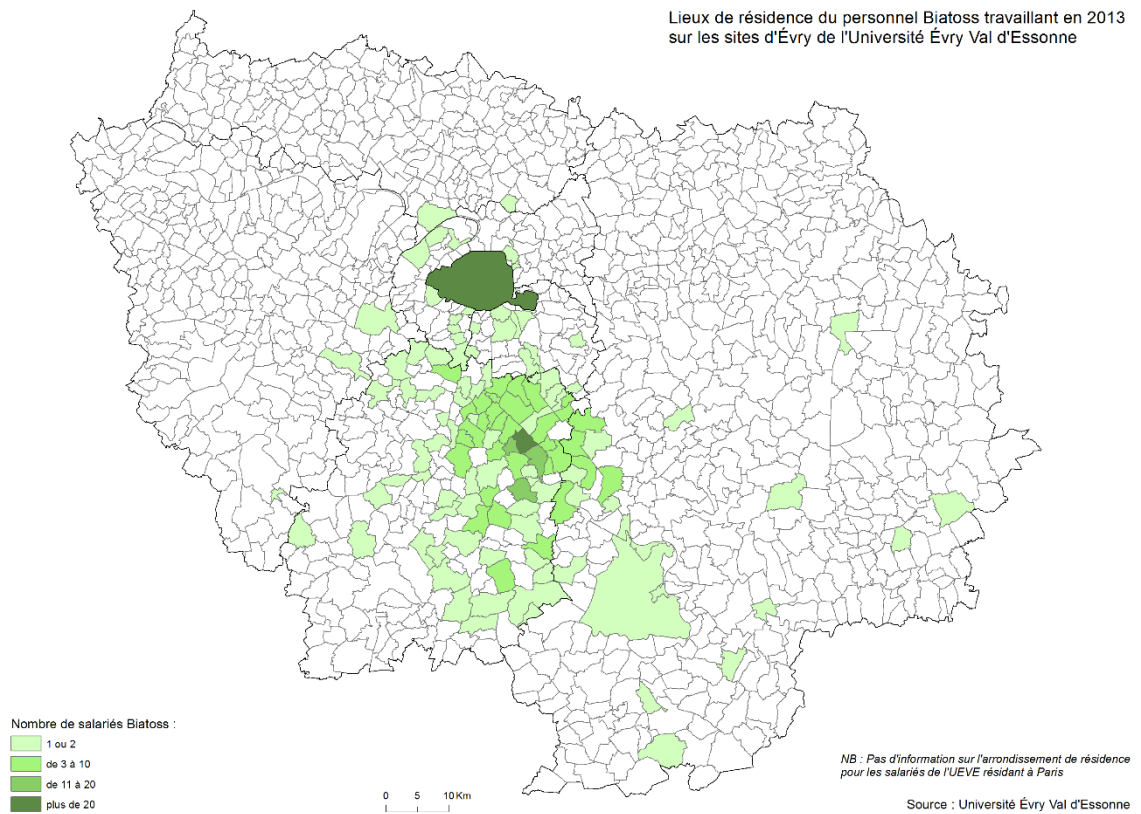 Lieux de résidence du personnel Biatoss travaillant en 2013
sur les sites d'Évry de l'Université Évry Val d'Essonne
Nombre de salariés Biatoss :
1 ou 2
de 3 à 10
de 11 à 20
plus de 20
0 5 10 Km
NB : Pas d'information sur l'arrondissement de résidence
pour les salariés de l'UEVE résidant à Paris
Source : Université Évry Val d'Essonne